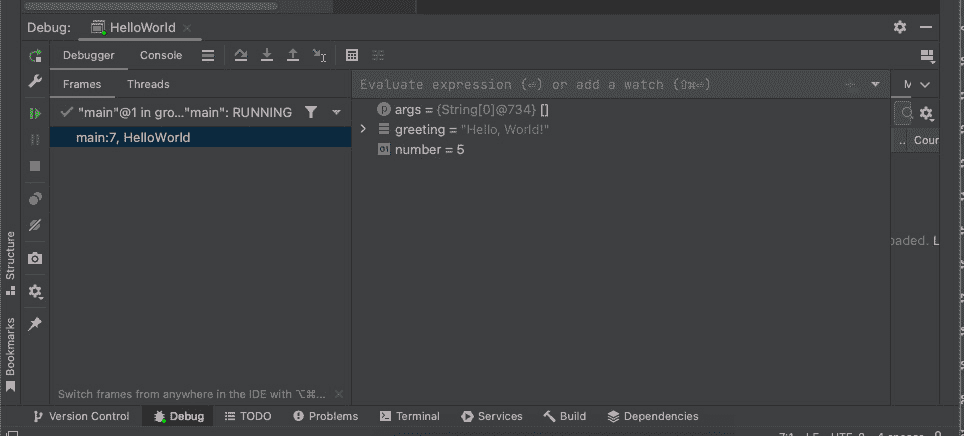 Debug: HelloWorld
Debugger Console
Frames Threads
Evaluate expression (⏎) or add a watch (⇧⌘⏎)
"main"@1 in gro..."main": RUNNING
main:7, HelloWorld
args = {String[0]@734} []
greeting = "Hello, World!"
01 number = 5
M
.. Cour
oaded. L
Structure
Bookmarks
Switch frames from anywhere in the IDE with ⌥⌘...
Version Control Debug TODO Problems Terminal Services Build Dependencies